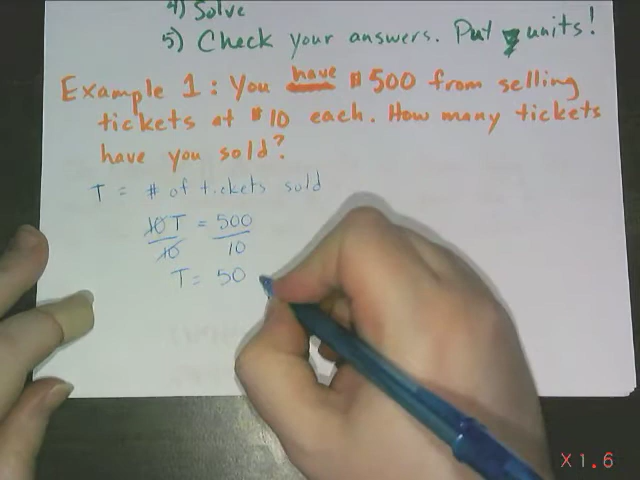 4) Solve
5) Check your answers. Put units!
Example 1: You have $500 from selling
tickets at $10 each. How many tickets
have you sold?
T = # of tickets sold
10T = 500
10 10
T = 50
X1.6